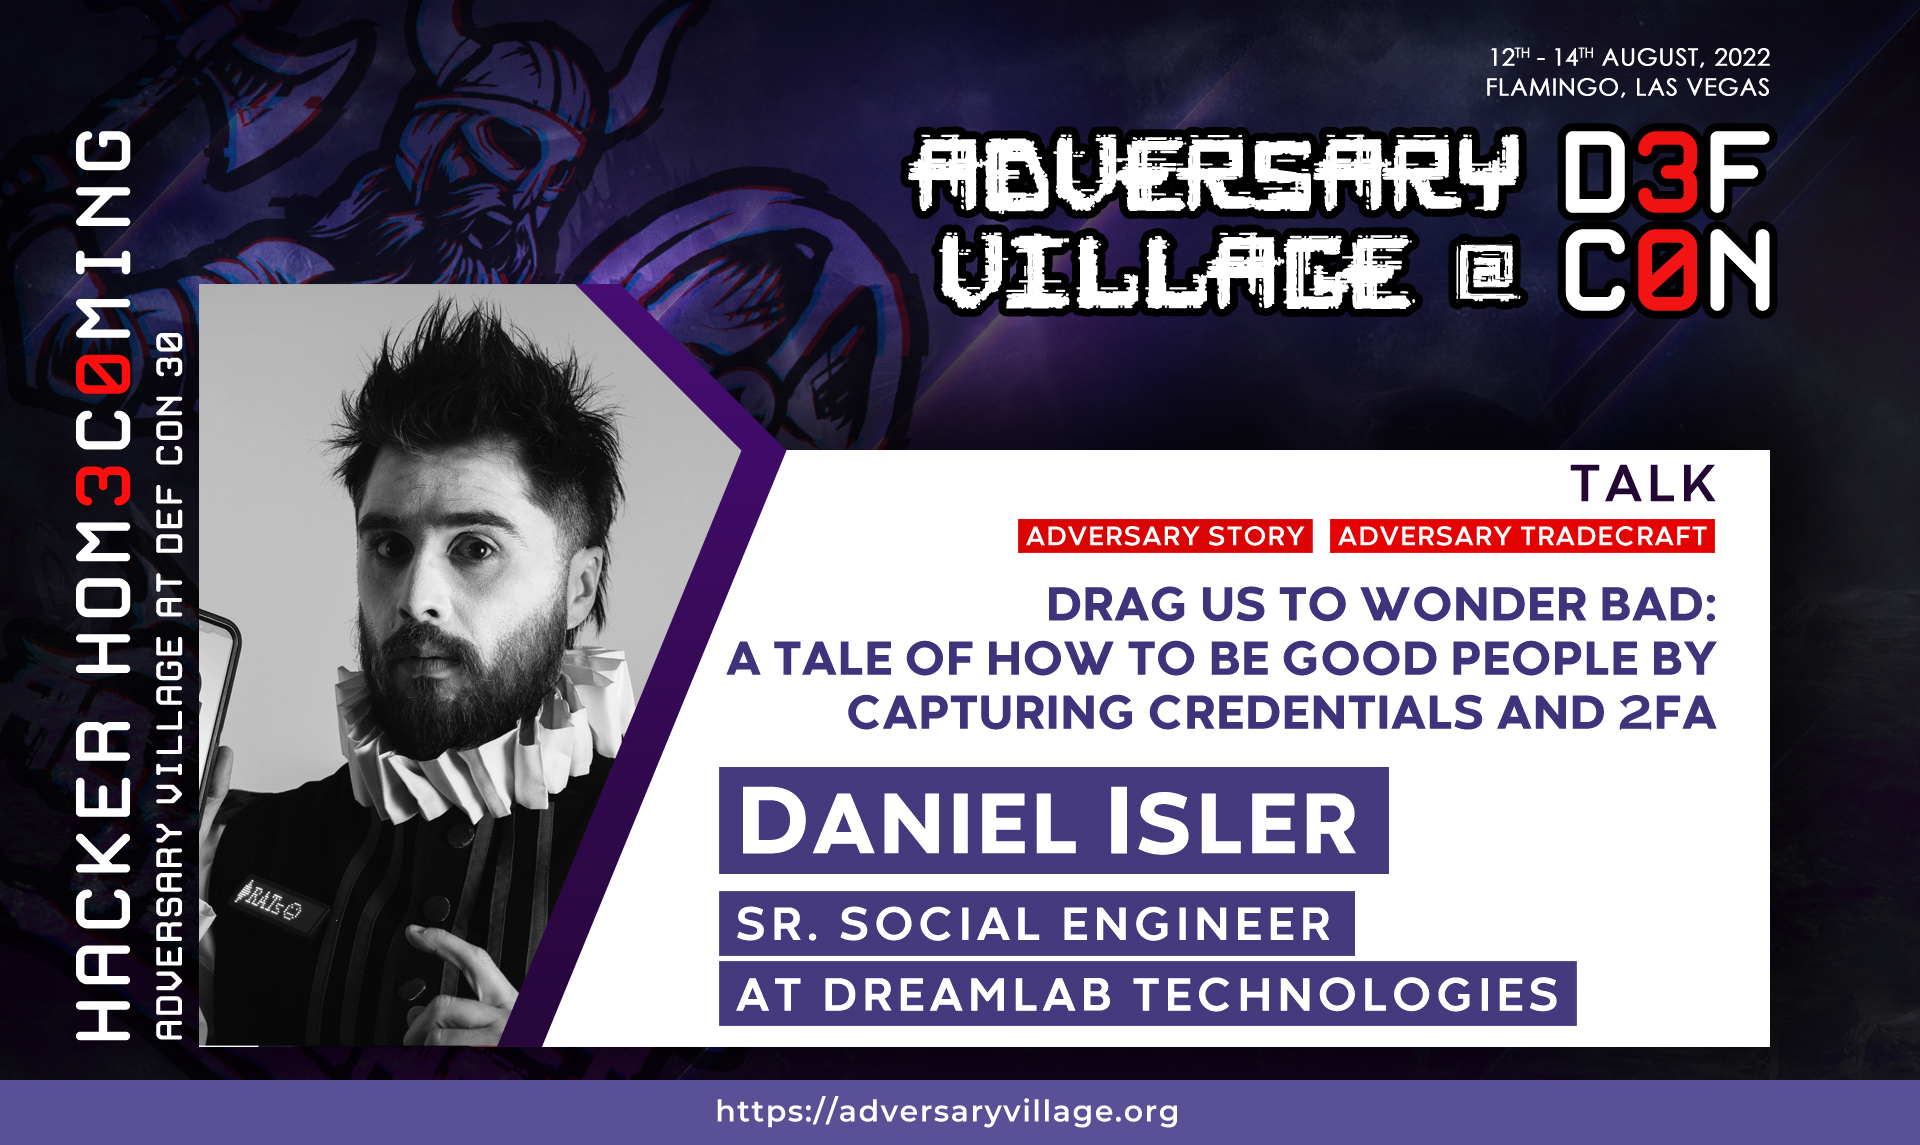 12TH - 14TH AUGUST, 2022
FLAMINGO, LAS VEGAS
ADVERSARY D3F
VILLAGE @ C0N
HACKER HOM3C0MING
ADVERSARY VILLAGE AT DEF CON 30
TALK
ADVERSARY STORY ADVERSARY TRADECRAFT
DRAG US TO WONDER BAD:
A TALE OF HOW TO BE GOOD PEOPLE BY
CAPTURING CREDENTIALS AND 2FA
DANIEL ISLER
SR. SOCIAL ENGINEER
AT DREAMLAB TECHNOLOGIES
https://adversaryvillage.org